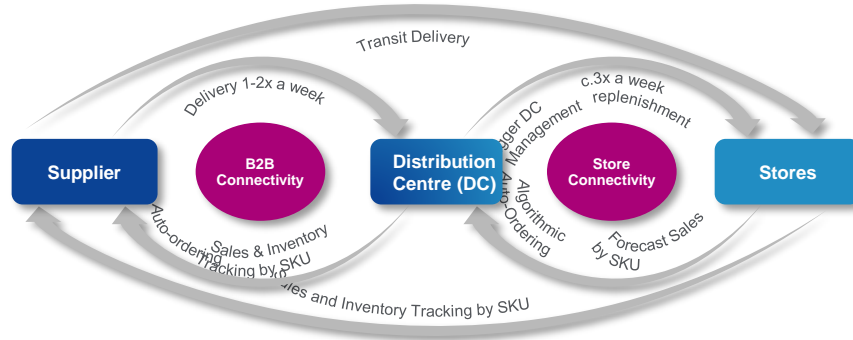 Transit Delivery
Delivery 1-2x a week
c.3x a week
replenishment
DC
Management
Supplier
B2B
Connectivity
Distribution
Centre (DC)
Store
Connectivity
Stores
Auto-ordering
Sales & Inventory
Tracking by SKU
Algorithmic
Auto-Ordering
Forecast Sales
by SKU
and Inventory Tracking by SKU